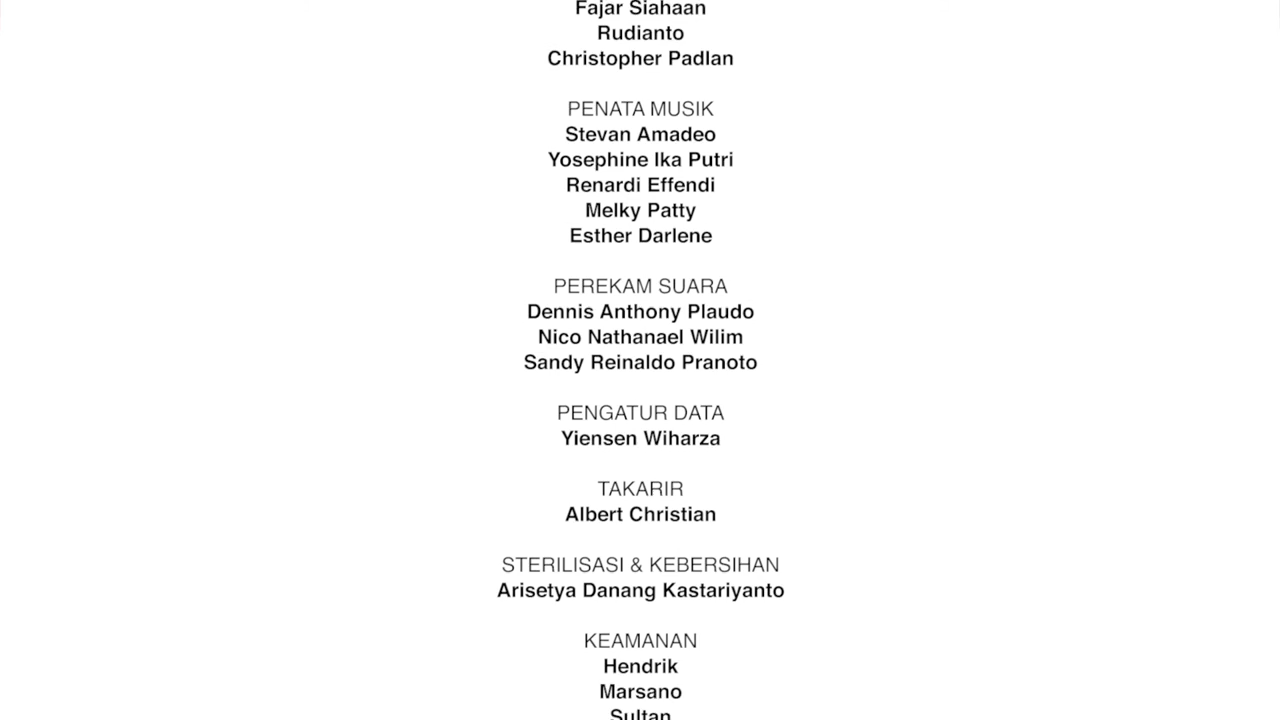 Fajar Siahaan
Rudianto
Christopher Padlan
PENATA MUSIK
Stevan Amadeo
Yosephine Ika Putri
Renardi Effendi
Melky Patty
Esther Darlene
PEREKAM SUARA
Dennis Anthony Plaudo
Nico Nathanael Wilim
Sandy Reinaldo Pranoto
PENGATUR DATA
Yiensen Wiharza
TAKARIR
Albert Christian
STERILISASI & KEBERSIHAN
Arisetya Danang Kastariyanto
KEAMANAN
Hendrik
Marsano
Sultan